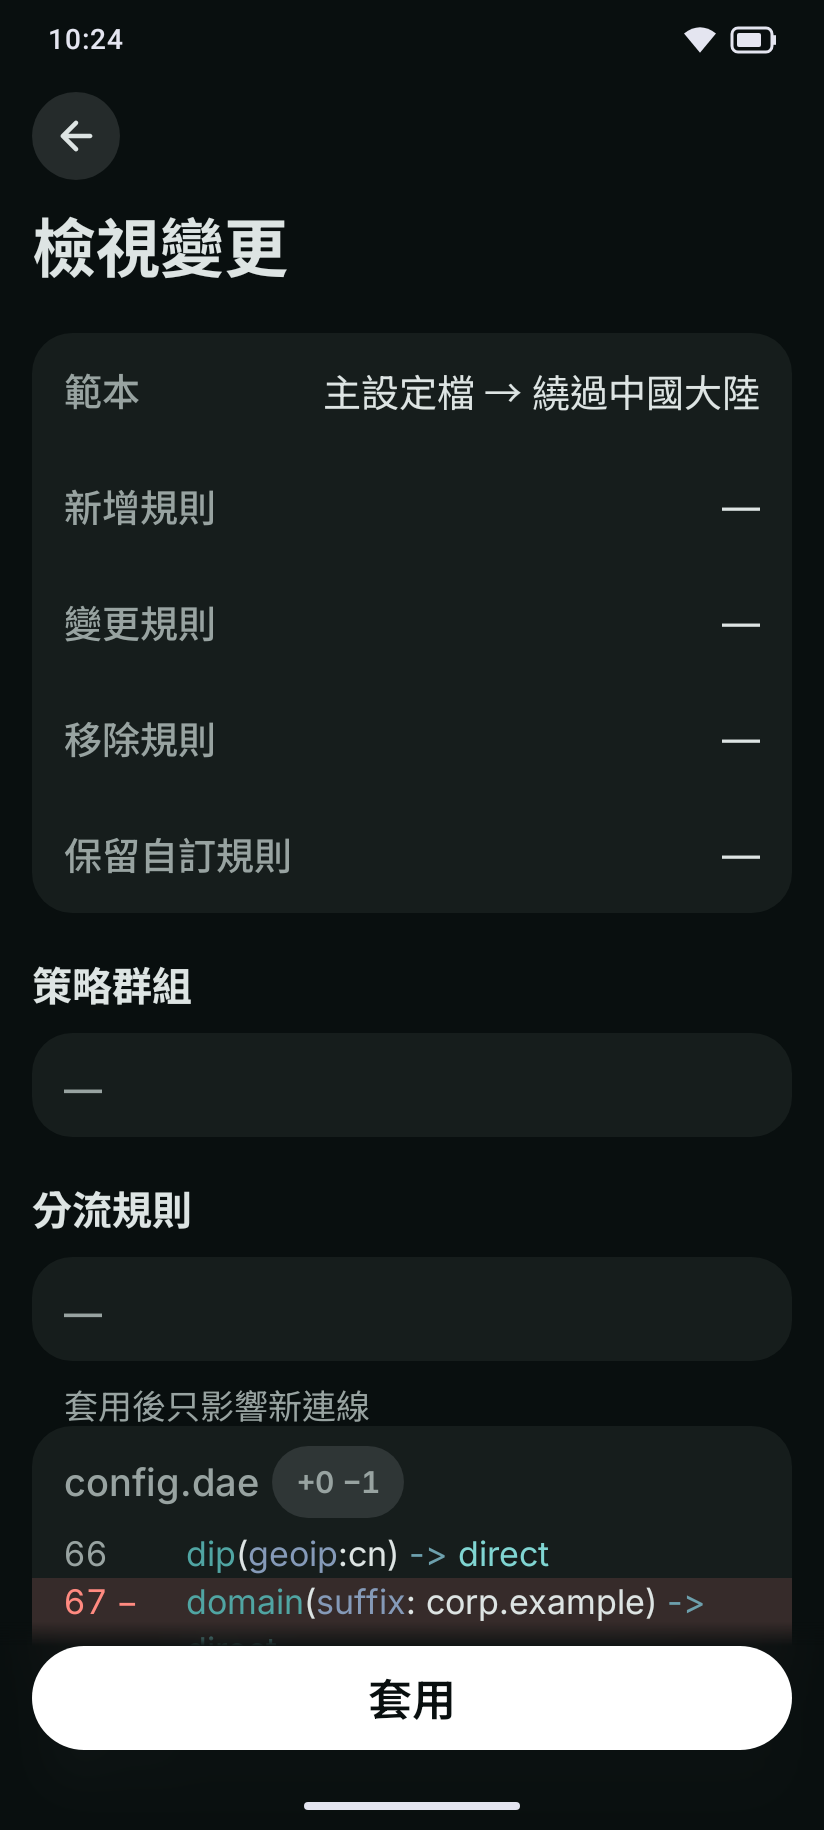 10:24
檢視變更
範本 主設定檔 → 繞過中國大陸
新增規則 —
變更規則 —
移除規則 —
保留自訂規則 —
策略群組
—
分流規則
—
套用後只影響新連線
config.dae +0 −1
66 dip(geoip:cn) -> direct
67 − domain(suffix: corp.example) ->
套用